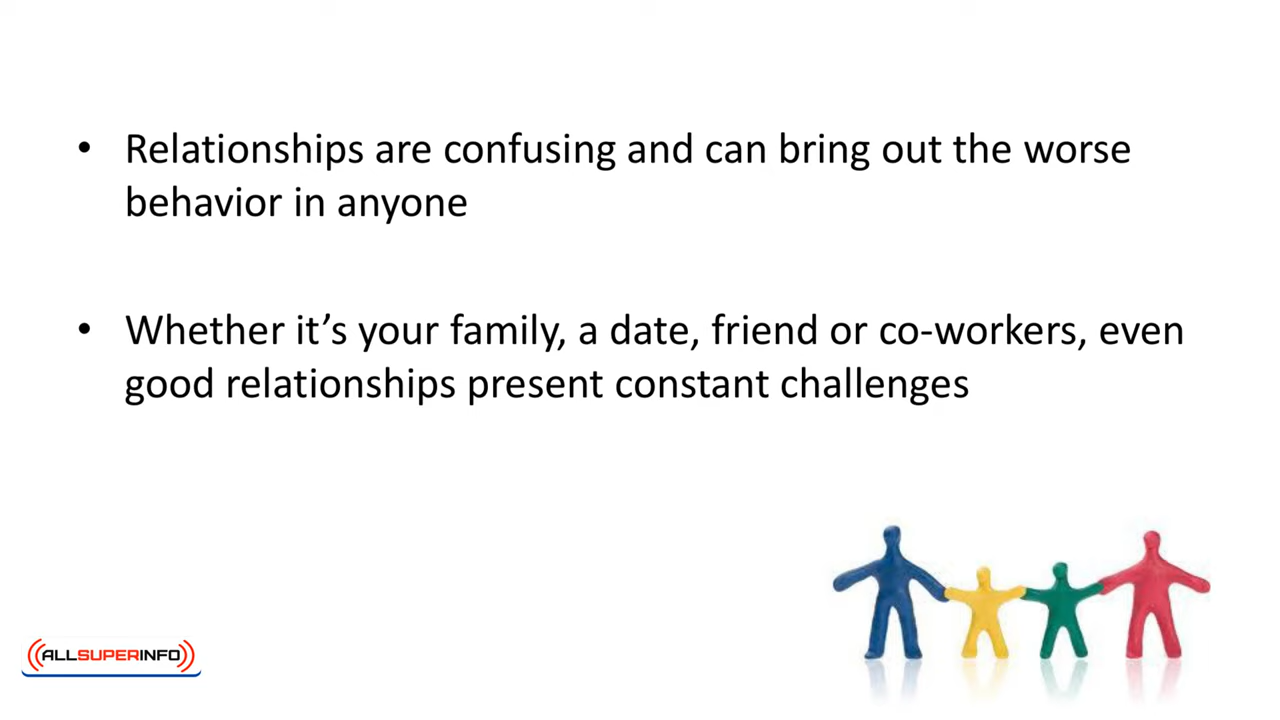 • Relationships are confusing and can bring out the worse
behavior in anyone
• Whether it’s your family, a date, friend or co-workers, even
good relationships present constant challenges
ALLSUPERINFO